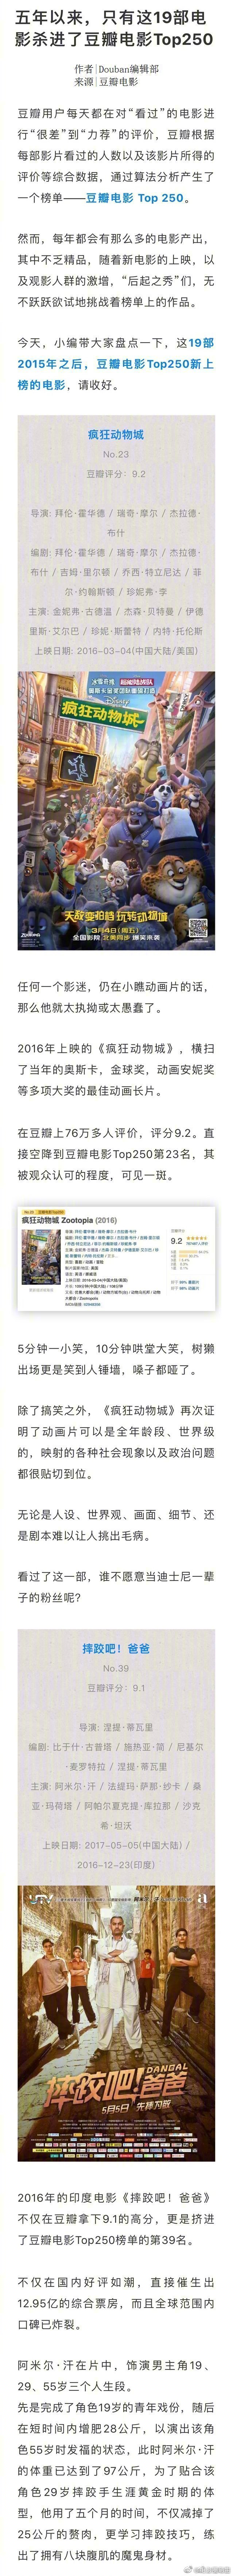 五年以来，只有这19部电
影杀进了豆瓣电影Top250
作者|Douban编辑部
来源|豆瓣电影
豆瓣用户每天都在对“看过”的电影进
行“很差”到“力荐”的评价，豆瓣根据
每部影片看过的人数以及该影片所得的
评价等综合数据，通过算法分析产生了
一个榜单——豆瓣电影 Top 250。
然而，每年都会有那么多的电影产出，
其中不乏精品，随着新电影的上映，以
及观影人群的激增，“后起之秀”们，无
不跃跃欲试地挑战着榜单上的作品。
今天，小编带大家盘点一下，这19部
2015年之后，豆瓣电影Top250新上
榜的电影，请收好。
疯狂动物城
No.23
豆瓣评分：9.2
导演: 拜伦·霍华德 / 瑞奇·摩尔 / 杰拉德·
布什
编剧: 拜伦·霍华德 / 瑞奇·摩尔 / 杰拉德·
布什 / 吉姆·里尔顿 / 乔西·特立尼达 / 菲
尔·约翰斯顿 / 珍妮弗·李
主演: 金妮弗·古德温 / 杰森·贝特曼 / 伊德
里斯·艾尔巴 / 珍妮·斯蕾特 / 内特·托伦斯
上映日期: 2016-03-04(中国大陆/美国)
冰雪奇缘 超能陆战队
奥斯卡金奖团队重磅打造
DISNEY
疯狂动物城
天敌变拍档 玩转动物城
3月4日(周五)
全国影院 北美同步 爆笑来袭
任何一个影迷，仍在小瞧动画片的话，
那么他就太执拗或太愚蠢了。
2016年上映的《疯狂动物城》，横扫
了当年的奥斯卡，金球奖，动画安妮奖
等多项大奖的最佳动画长片。
在豆瓣上76万多人评价，评分9.2。直
接空降到豆瓣电影Top250第23名，其
被观众认可的程度，可见一斑。
疯狂动物城 Zootopia (2016)
9.2
5分钟一小笑，10分钟哄堂大笑，树獭
出场更是笑到人锤墙，嗓子都哑了。
除了搞笑之外，《疯狂动物城》再次证
明了动画片可以是全年龄段、世界级
的，映射的各种社会现象以及政治问题
都很贴切到位。
无论是人设、世界观、画面、细节、还
是剧本难以让人挑出毛病。
看过了这一部，谁不愿意当迪士尼一辈
子的粉丝呢?
摔跤吧！爸爸
No.39
豆瓣评分：9.1
导演: 涅提·蒂瓦里
编剧: 比于什·古普塔 / 施热亚·简 / 尼基尔
·麦罗特拉 / 涅提·蒂瓦里
主演: 阿米尔·汗 / 法缇玛·萨那·纱卡 / 桑
亚·玛荷塔 / 阿帕尔夏克提·库拉那 / 沙克
希·坦沃
上映日期: 2017-05-05(中国大陆) /
2016-12-23(印度)
UTV
DANGAL
摔跤吧！爸爸
5月5日 先摔为敬
2016年的印度电影《摔跤吧！爸爸》
不仅在豆瓣拿下9.1的高分，更是挤进
了豆瓣电影Top250榜单的第39名。
不仅在国内好评如潮，直接催生出
12.95亿的综合票房，而且全球范围内
口碑已炸裂。
阿米尔·汗在片中，饰演男主角19、
29、55岁三个人生段。
先是完成了角色19岁的青年戏份，随后
在短时间内增肥28公斤，以演出该角
色55岁时发福的状态，此时阿米尔·汗
的体重已达到了97公斤，为了贴合该
角色29岁摔跤手生涯黄金时期的体
型，他用了五个月的时间，不仅减掉了
25公斤的赘肉，更学习摔跤技巧，练
出了拥有八块腹肌的魔鬼身材。